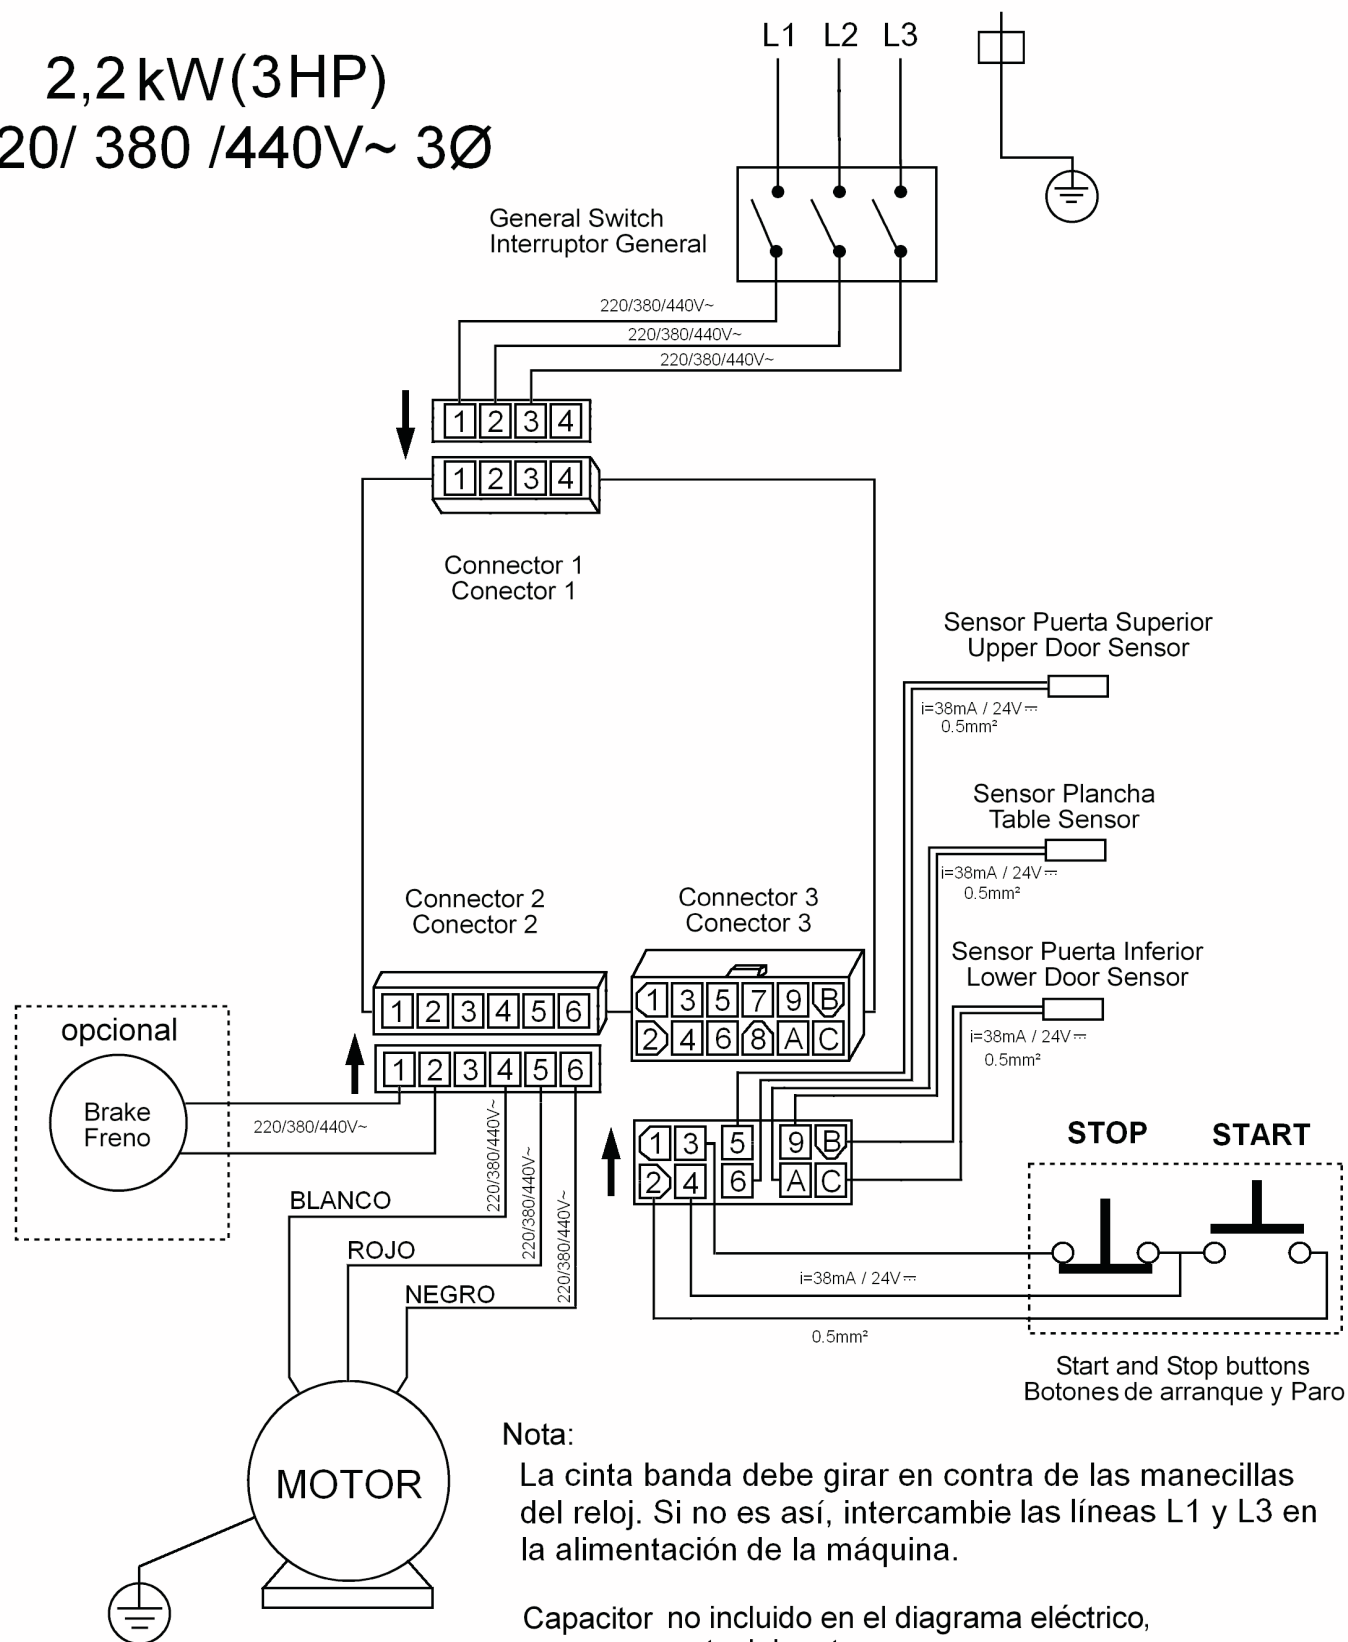 L1 L2 L3
2,2 kW(3HP)
20/ 380 /440V~ 3Ø
General Switch
Interruptor General
220/380/440V~
220/380/440V~
220/380/440V~
1 2 3 4
1 2 3 4
Connector 1
Conector 1
Sensor Puerta Superior
Upper Door Sensor
i=38mA / 24V⎓
0.5mm²
Sensor Plancha
Table Sensor
i=38mA / 24V⎓
0.5mm²
Connector 2
Conector 2
Connector 3
Conector 3
Sensor Puerta Inferior
Lower Door Sensor
i=38mA / 24V⎓
0.5mm²
1 2 3 4 5 6
1 3 5 7 9 B
2 4 6 8 A C
opcional
Brake
Freno
1 2 3 4 5 6
220/380/440V~
220/380/440V~
220/380/440V~
220/380/440V~
1 3 5 9 B
2 4 6 A C
STOP START
BLANCO
ROJO
NEGRO
i=38mA / 24V⎓
0.5mm²
Start and Stop buttons
Botones de arranque y Paro
MOTOR
Nota:
La cinta banda debe girar en contra de las manecillas
del reloj. Si no es así, intercambie las líneas L1 y L3 en
la alimentación de la máquina.
Capacitor no incluido en el diagrama eléctrico,